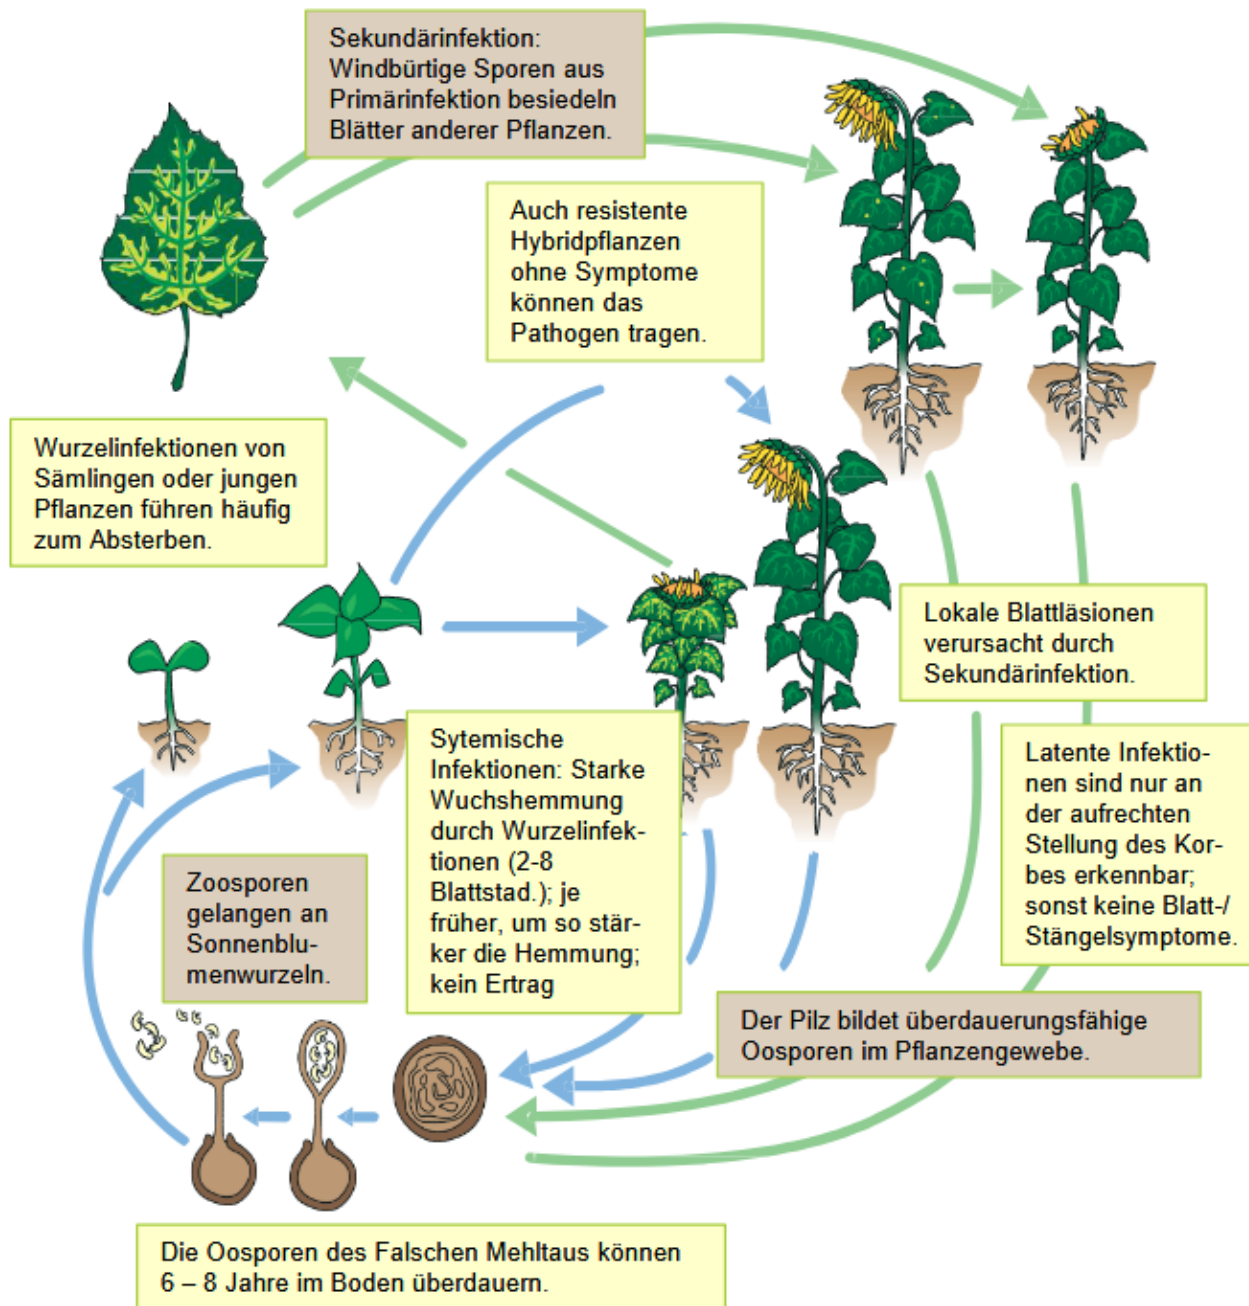 Sekundärinfektion:
Windbürtige Sporen aus
Primärinfektion besiedeln
Blätter anderer Pflanzen.
Auch resistente
Hybridpflanzen
ohne Symptome
können das
Pathogen tragen.
Wurzelinfektionen von
Sämlingen oder jungen
Pflanzen führen häufig
zum Absterben.
Lokale Blattläsionen
verursacht durch
Sekundärinfektion.
Sytemische
Infektionen: Starke
Wuchshemmung
durch Wurzelinfek-
ktionen (2-8
Blattstad.); je
früher, um so stär-
ker die Hemmung;
kein Ertrag
Latente Infektio-
nen sind nur an
der aufrechten
Stellung des Kor-
bes erkennbar;
sonst keine Blatt-/
Stängelsymptome.
Zoosporen
gelangen an
Sonnenblu-
menwurzeln.
Der Pilz bildet überdauerungsfähige
Oosporen im Pflanzengewebe.
Die Oosporen des Falschen Mehltaus können
6 – 8 Jahre im Boden überdauern.